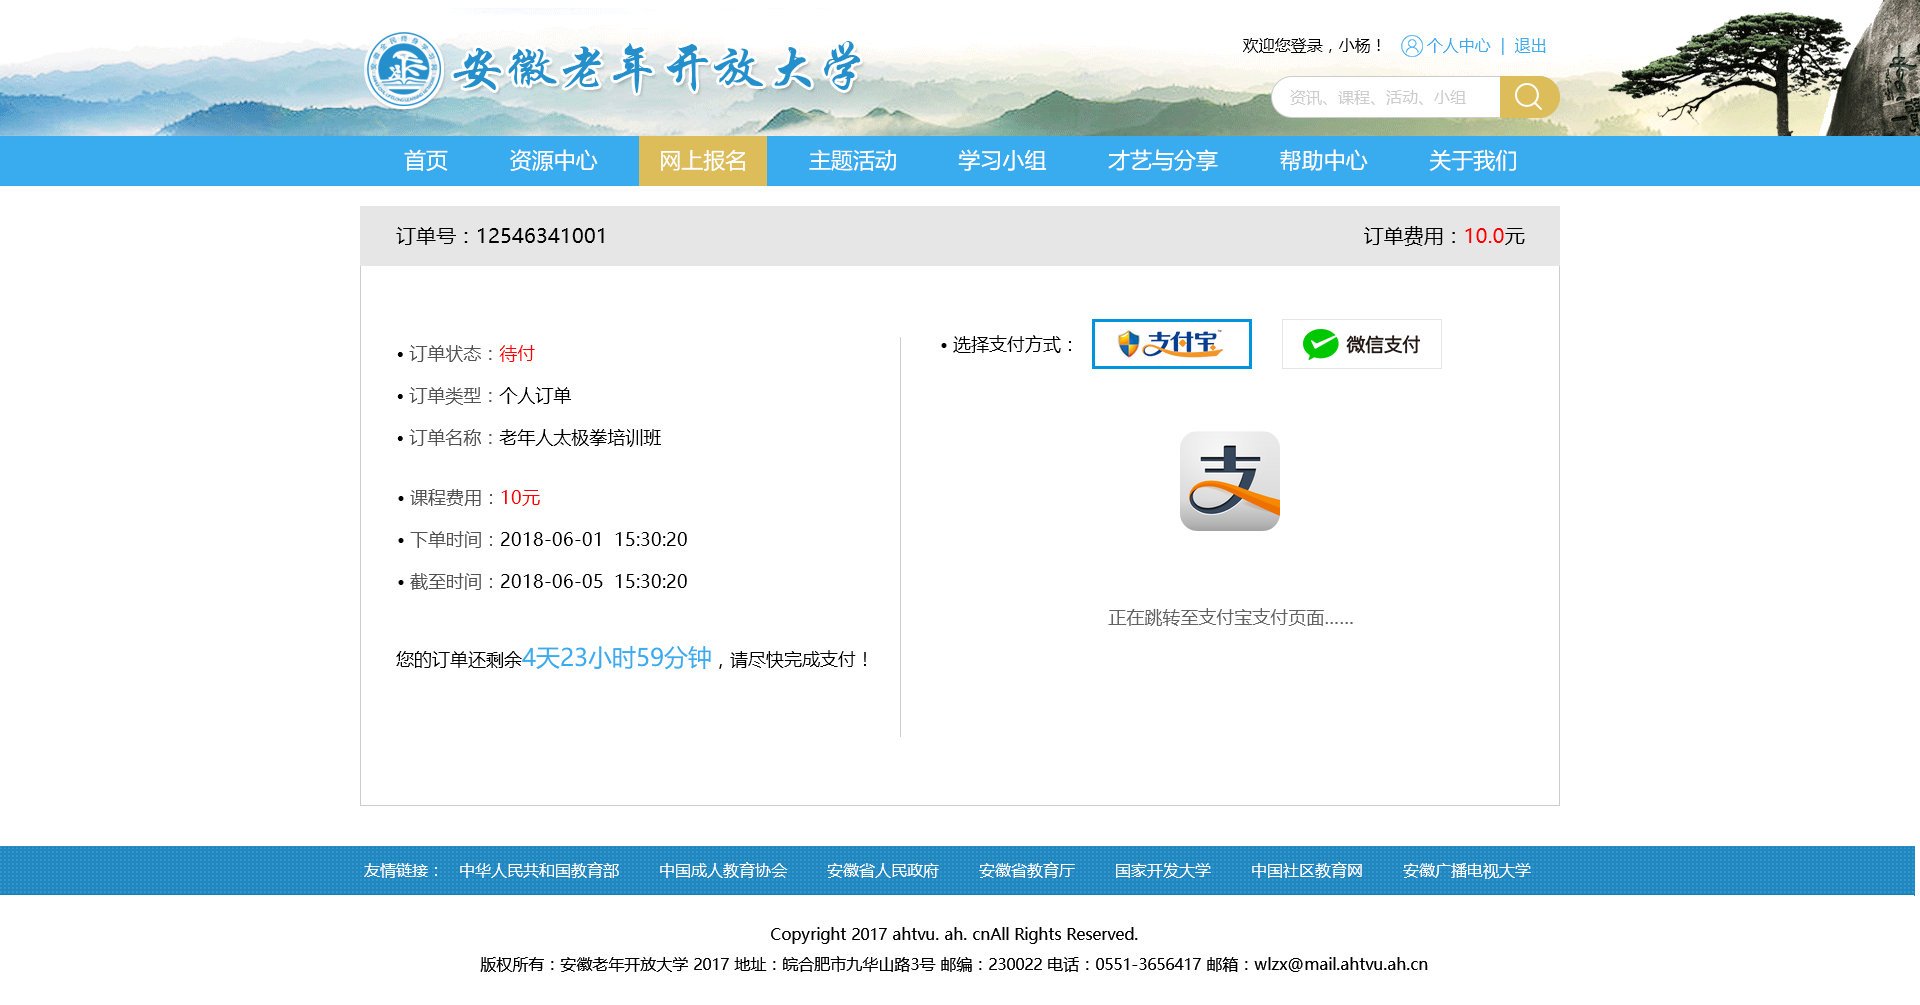 安徽老年开放大学
欢迎您登录，小杨！ 个人中心 | 退出
资讯、课程、活动、小组
首页 资源中心 网上报名 主题活动 学习小组 才艺与分享 帮助中心 关于我们
订单号：12546341001 订单费用：10.0元
• 订单状态：待付
• 订单类型：个人订单
• 订单名称：老年人太极拳培训班
• 课程费用：10元
• 下单时间：2018-06-01 15:30:20
• 截至时间：2018-06-05 15:30:20
您的订单还剩余4天23小时59分钟，请尽快完成支付！
• 选择支付方式： 支付宝 微信支付
支
正在跳转至支付宝支付页面......
友情链接： 中华人民共和国教育部 中国成人教育协会 安徽省人民政府 安徽省教育厅 国家开发大学 中国社区教育网 安徽广播电视大学
Copyright 2017 ahtvu. ah. cnAll Rights Reserved.
版权所有：安徽老年开放大学 2017 地址：皖合肥市九华山路3号 邮编：230022 电话：0551-3656417 邮箱：wlzx@mail.ahtvu.ah.cn